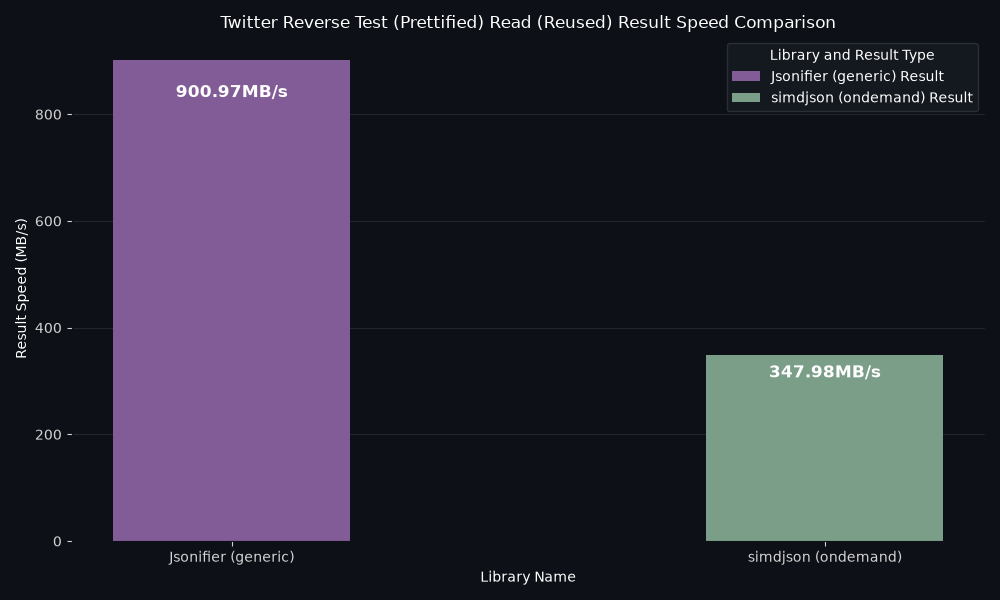 Twitter Reverse Test (Prettified) Read (Reused) Result Speed Comparison
Library and Result Type
Jsonifier (generic) Result
simdjson (ondemand) Result
900.97MB/s
347.98MB/s
Result Speed (MB/s)
800
600
400
200
0
Jsonifier (generic)
simdjson (ondemand)
Library Name